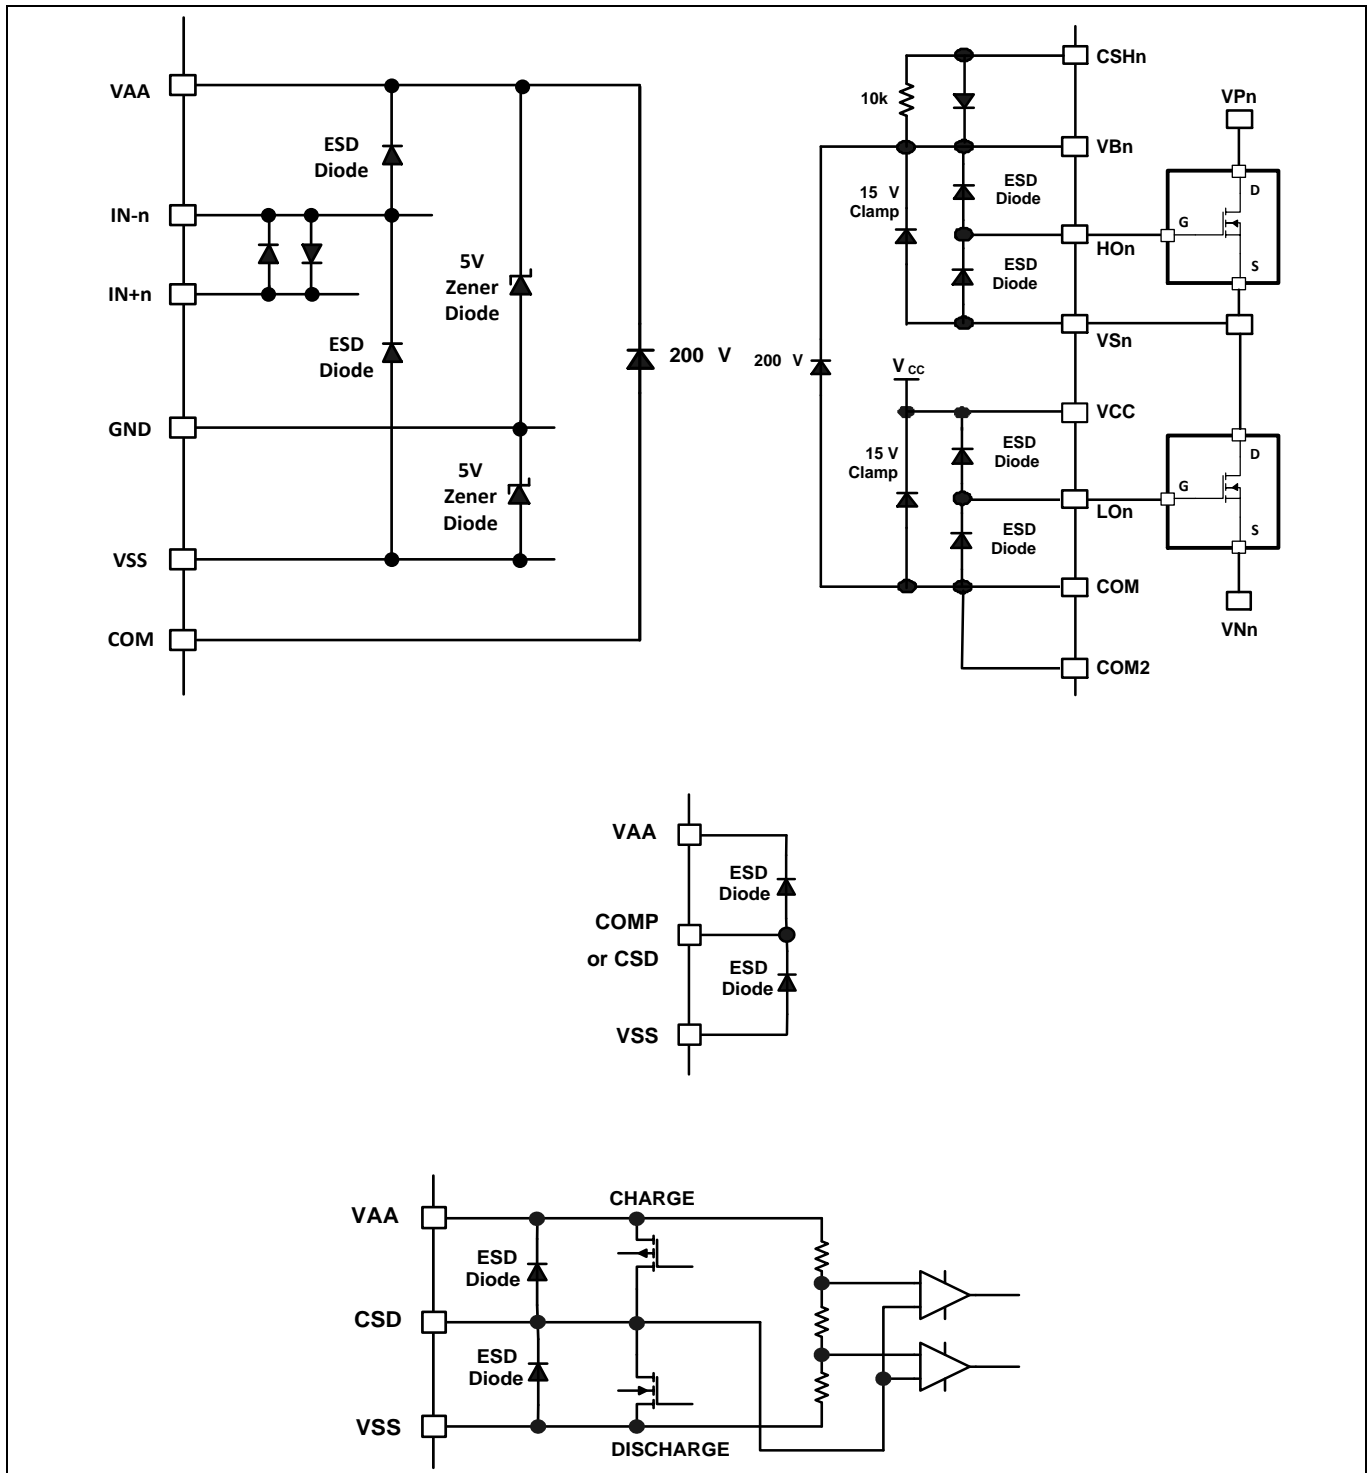 VAA
ESD
Diode
IN-n
IN+n
5V
Zener
Diode
ESD
Diode
200 V
GND
5V
Zener
Diode
VSS
COM
CSHn
10k
VPn
VBn
15 V
Clamp
ESD
Diode
D
G
HOn
ESD
Diode
S
VSn
200 V
VCC
VCC
15 V
Clamp
ESD
Diode
D
G
LOn
ESD
Diode
S
COM
VNn
COM2
VAA
ESD
Diode
COMP
or CSD
ESD
Diode
VSS
CHARGE
VAA
ESD
Diode
CSD
ESD
Diode
VSS
DISCHARGE